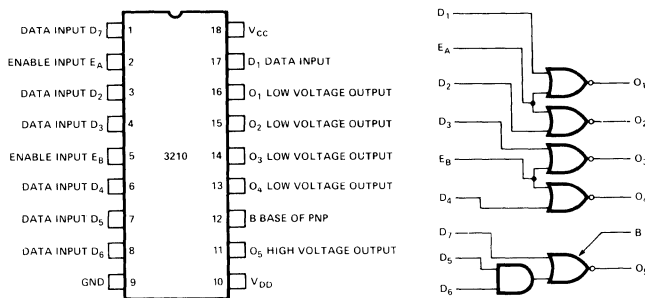 DATA INPUT D7 1 18 VCC
ENABLE INPUT EA 2 17 D1 DATA INPUT
DATA INPUT D2 3 16 O1 LOW VOLTAGE OUTPUT
DATA INPUT D3 4 15 O2 LOW VOLTAGE OUTPUT
ENABLE INPUT EB 5 3210 14 O3 LOW VOLTAGE OUTPUT
DATA INPUT D4 6 13 O4 LOW VOLTAGE OUTPUT
DATA INPUT D5 7 12 B BASE OF PNP
DATA INPUT D6 8 11 O5 HIGH VOLTAGE OUTPUT
GND 9 10 VDD
D1
EA
O1
D2
O2
D3
O3
EB
O4
D4
D7 B
D5
O5
D6